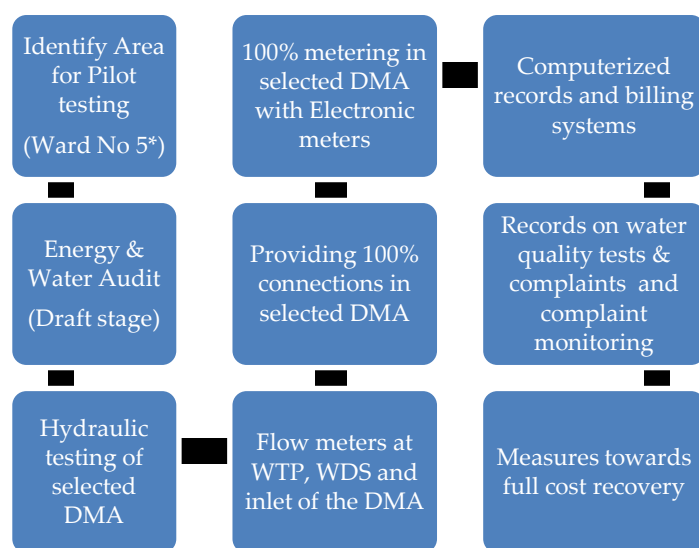 Identify Area
for Pilot
testing
(Ward No 5*)
Energy &
Water Audit
(Draft stage)
Hydraulic
testing of
selected
DMA
Flow meters at
WTP, WDS and
inlet of the DMA
Providing 100%
connections in
selected DMA
100% metering in
selected DMA
with Electronic
meters
Computerized
records and billing
systems
Records on water
quality tests &
complaints and
complaint
monitoring
Measures towards
full cost recovery